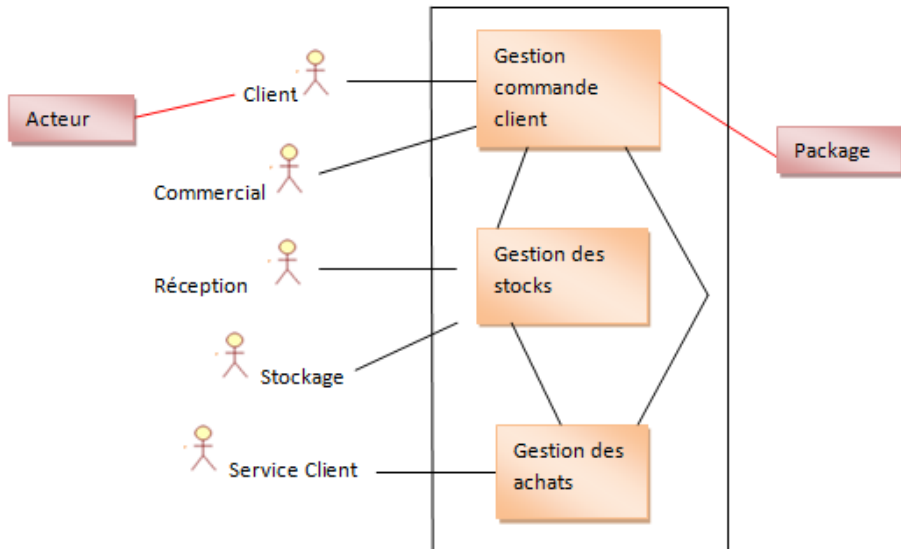 Gestion
commande
client
Client
Acteur
Package
Commercial
Gestion des
stocks
Réception
Stockage
Gestion des
achats
Service Client